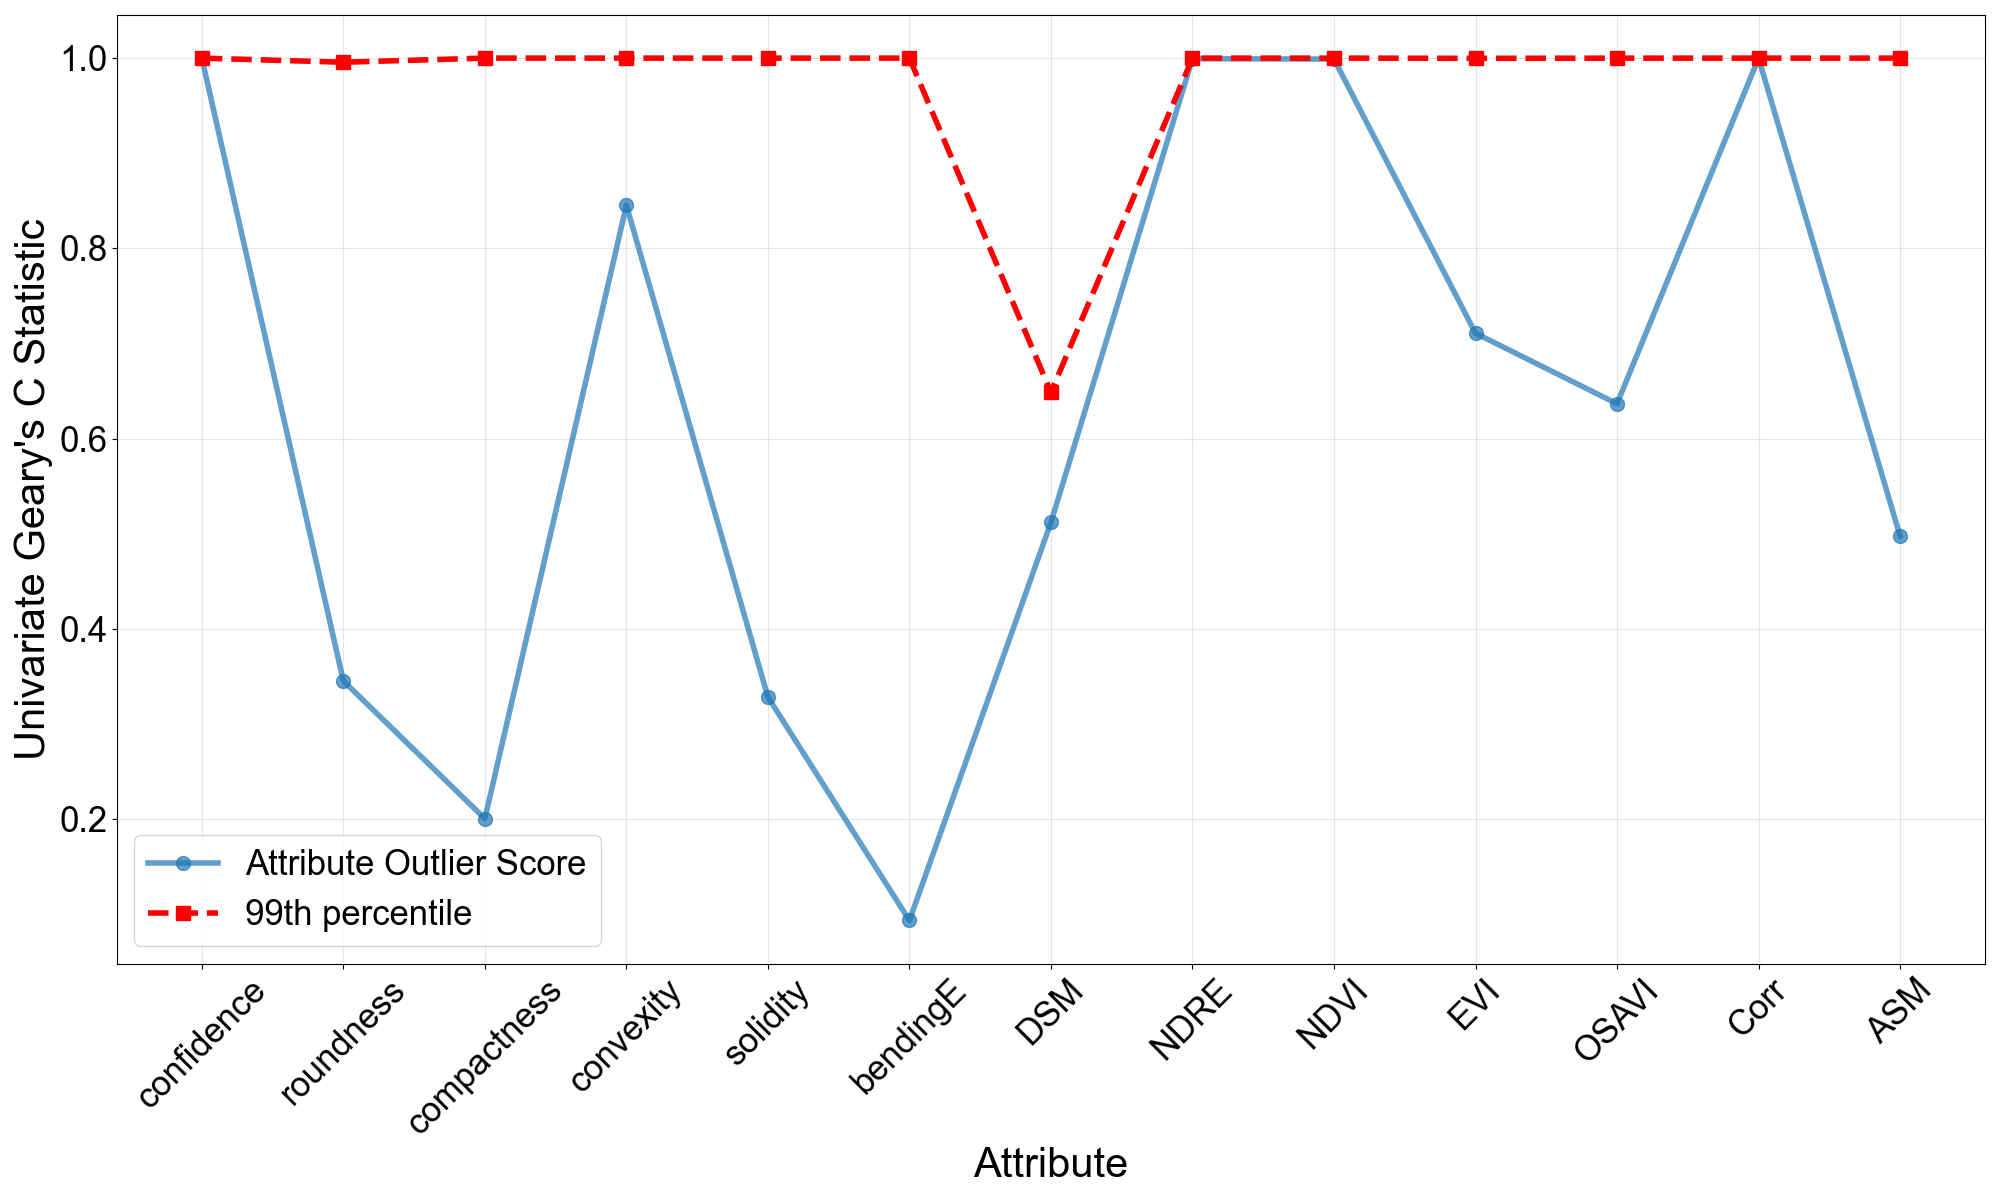 Univariate Geary's C Statistic
1.0
0.8
0.6
0.4
0.2
Attribute Outlier Score
99th percentile
confidence
roundness
compactness
convexity
solidity
bendingE
DSM
NDRE
NDVI
EVI
OSAVI
Corr
ASM
Attribute